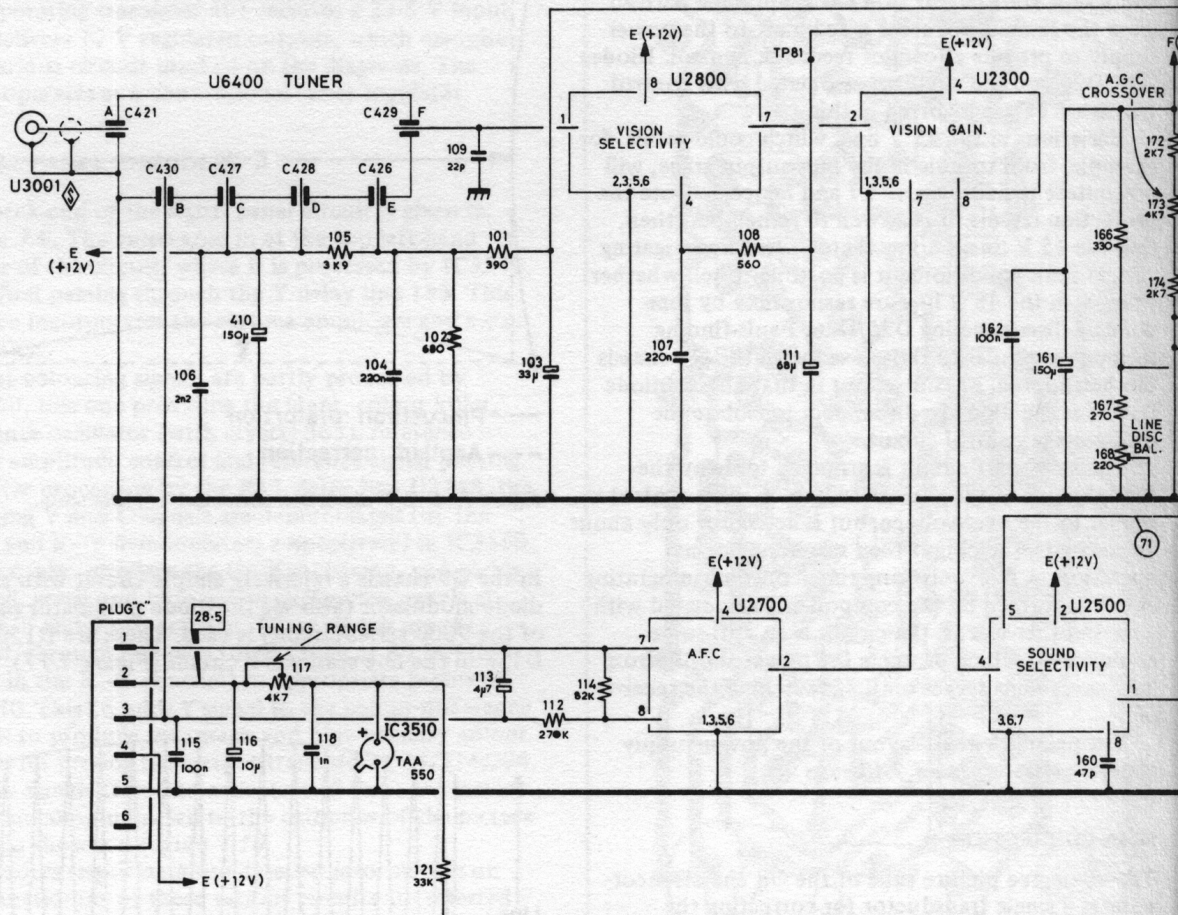 E(+12V)
E(+12V)
F(
TP81
U6400 TUNER
8
U2800
4
U2300
A.G.C
CROSSOVER
A
C421
C429
F
1
VISION
SELECTIVITY
7
2
VISION GAIN.
109
22p
172
2K7
U3001
S
C430
C427
C428
C426
C
D
E
2,3,5,6
4
1,3,5,6
7
8
173
4K7
E
(+12V)
105
3K9
101
390
108
560
166
330
174
2K7
410
150µ
102
680
106
2n2
104
220n
103
33µ
107
220n
111
68µ
162
100n
161
150µ
167
270
168
220
LINE
DISC
BAL.
71
E(+12V)
E(+12V)
PLUG"C"
28·5
TUNING RANGE
4
U2700
5
2
U2500
1
7
A.F.C
2
4
SOUND
SELECTIVITY
1
2
117
4K7
113
4µ7
114
82K
3
IC3510
112
270K
8
1,3,5,6
3,6,7
8
4
115
100n
116
10µ
118
1n
+
TAA
550
160
47p
5
6
121
33K
E (+12V)